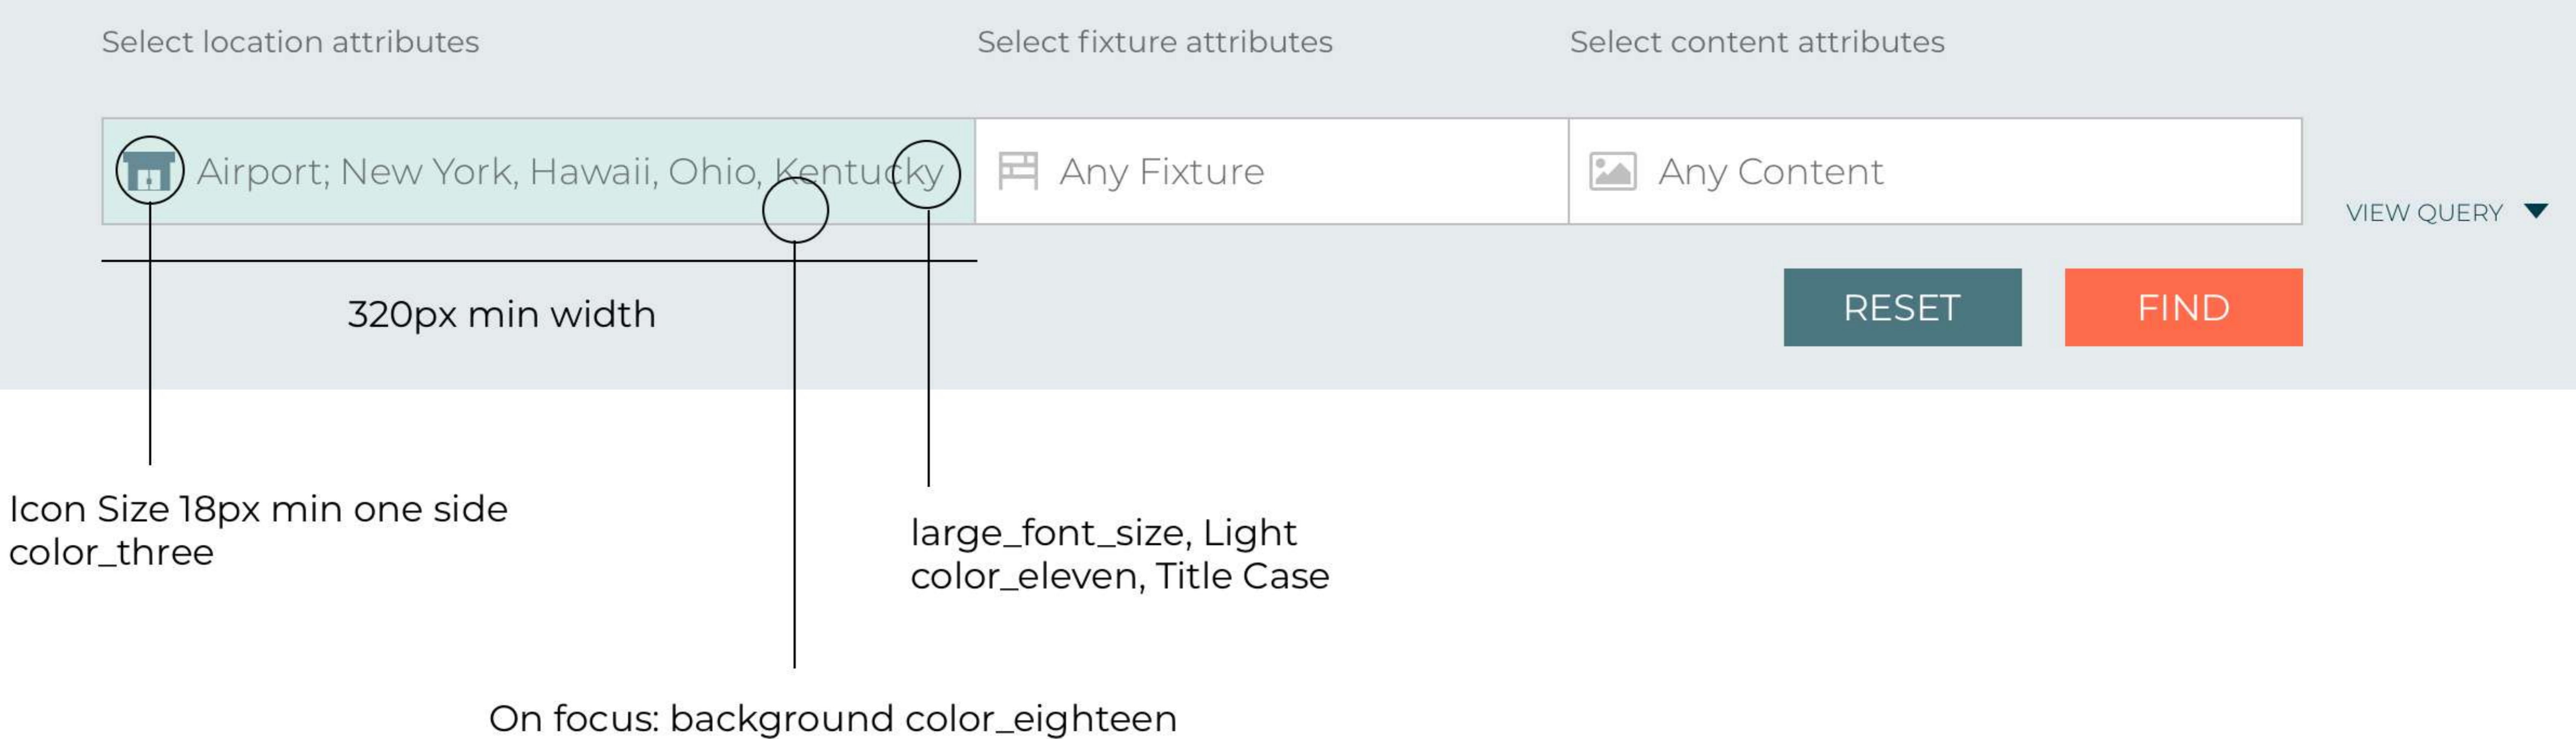 Select location attributes
Select fixture attributes
Select content attributes
Airport; New York, Hawaii, Ohio, Kentucky
Any Fixture
Any Content
VIEW QUERY
320px min width
RESET
FIND
Icon Size 18px min one side
color_three
large_font_size, Light
color_eleven, Title Case
On focus: background color_eighteen